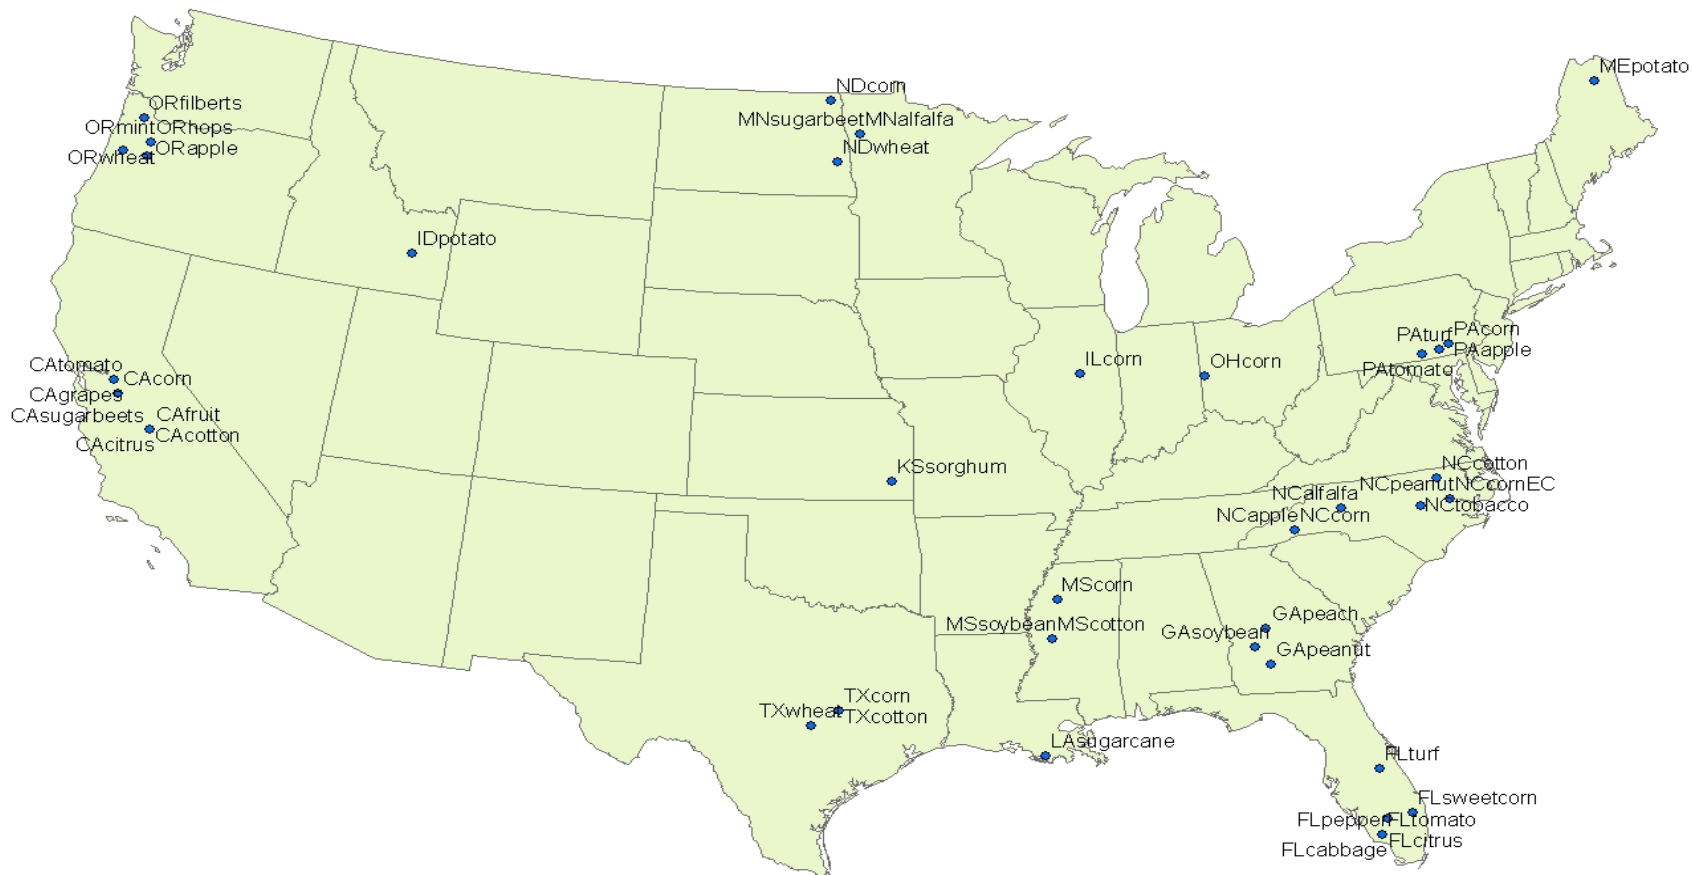 MEpotato
NDcorn
ORfilberts
MNsugarbeetMNalfalfa
ORmintORhops
NDwheat
ORapple
ORwheat
IDpotato
PAcorn
PAturf
PAapple
ILcorn
OHcorn
PAtomato
CAtomato
CAcorn
CAgrapes
CAsugarbeets
CAfruit
CAcotton
CAcitrus
KSsorghum
NCcotton
NCpeanutNCcornEC
NCalfalfa
NCtobacco
NCappleNCcorn
MScorn
GApeach
MSsoybeanMScotton
GAsoybean
GApeanut
TXcorn
TXwheat
TXcotton
LAsugarcane
FLturf
FLsweetcorn
FLpepper
FLtomato
FLcitrus
FLcabbage